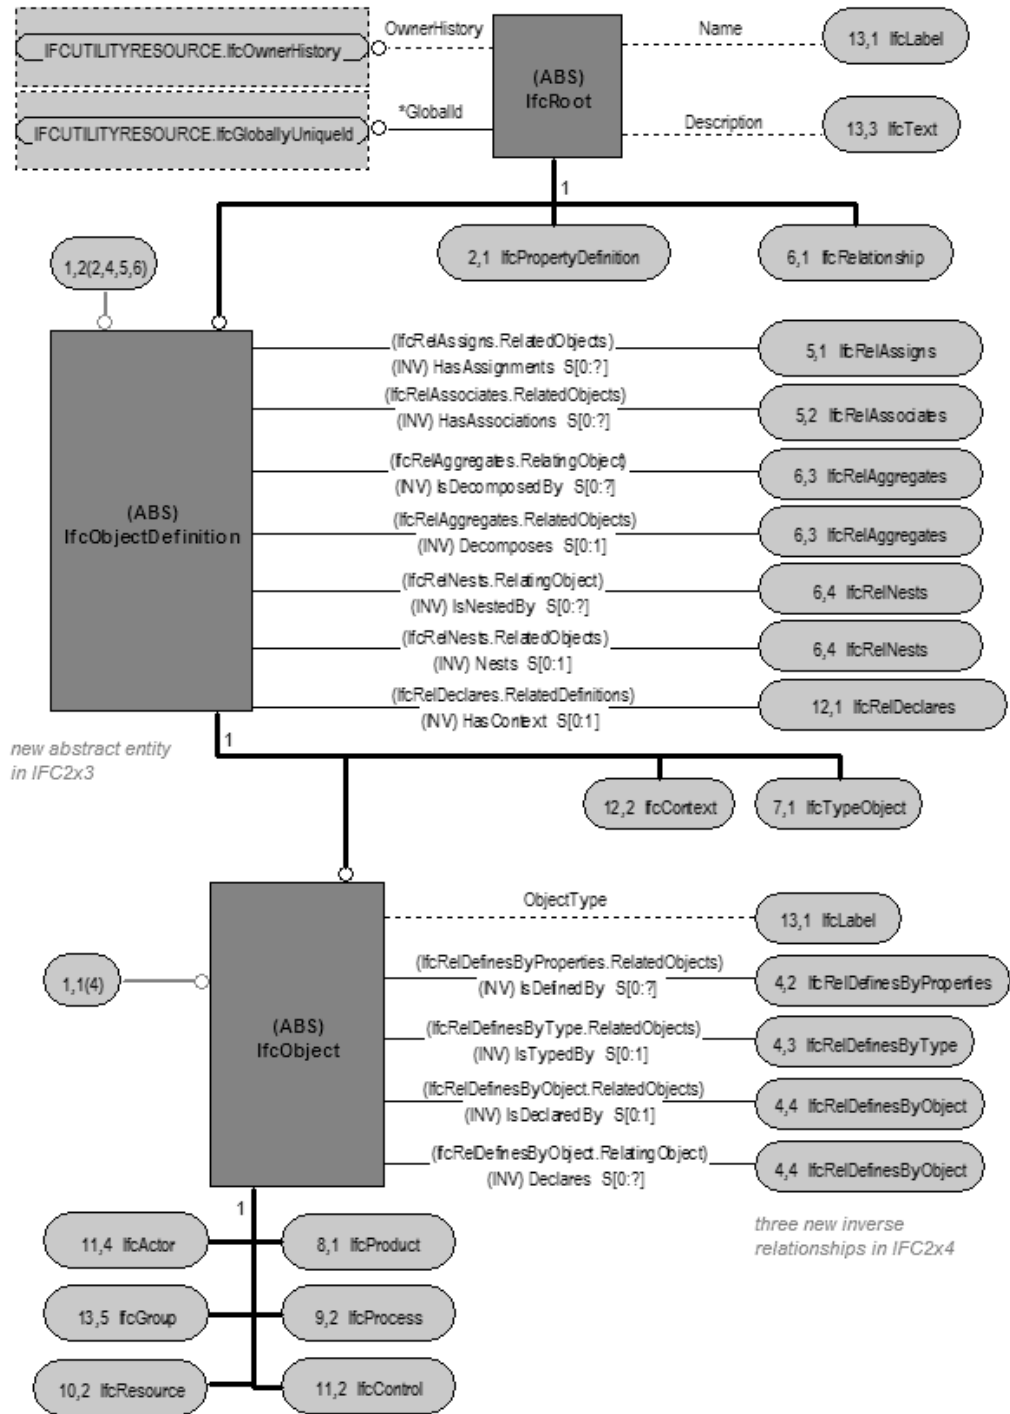 OwnerHistory
Name
IFCUTILITYRESOURCE.IfcOwnerHistory
13,1 IfcLabel
(ABS)
IfcRoot
*GlobalId
Description
IFCUTILITYRESOURCE.IfcGloballyUniqueId
13,3 IfcText
1
1,2(2,4,5,6)
2,1 IfcPropertyDefinition
6,1 IfcRelationship
(ABS)
IfcObjectDefinition
(IfcRelAssigns.RelatedObjects)
(INV) HasAssignments S[0:?]
5,1 IfcRelAssigns
(IfcRelAssociates.RelatedObjects)
(INV) HasAssociations S[0:?]
5,2 IfcRelAssociates
(IfcRelAggregates.RelatingObject)
(INV) IsDecomposedBy S[0:?]
6,3 IfcRelAggregates
(IfcRelAggregates.RelatedObjects)
(INV) Decomposes S[0:1]
6,3 IfcRelAggregates
(IfcRelNests.RelatingObject)
(INV) IsNestedBy S[0:?]
6,4 IfcRelNests
(IfcRelNests.RelatedObjects)
(INV) Nests S[0:1]
6,4 IfcRelNests
(IfcRelDeclares.RelatedDefinitions)
(INV) HasContext S[0:1]
12,1 IfcRelDeclares
new abstract entity
in IFC2x3
1
12,2 IfcContext
7,1 IfcTypeObject
(ABS)
IfcObject
ObjectType
13,1 IfcLabel
1,1(4)
(IfcRelDefinesByProperties.RelatedObjects)
(INV) IsDefinedBy S[0:?]
4,2 IfcRelDefinesByProperties
(IfcRelDefinesByType.RelatedObjects)
(INV) IsTypedBy S[0:1]
4,3 IfcRelDefinesByType
(IfcRelDefinesByObject.RelatedObjects)
(INV) IsDeclaredBy S[0:1]
4,4 IfcRelDefinesByObject
(IfcRelDefinesByObject.RelatingObject)
(INV) Declares S[0:?]
4,4 IfcRelDefinesByObject
three new inverse
relationships in IFC2x4
1
11,4 IfcActor
8,1 IfcProduct
13,5 IfcGroup
9,2 IfcProcess
10,2 IfcResource
11,2 IfcControl